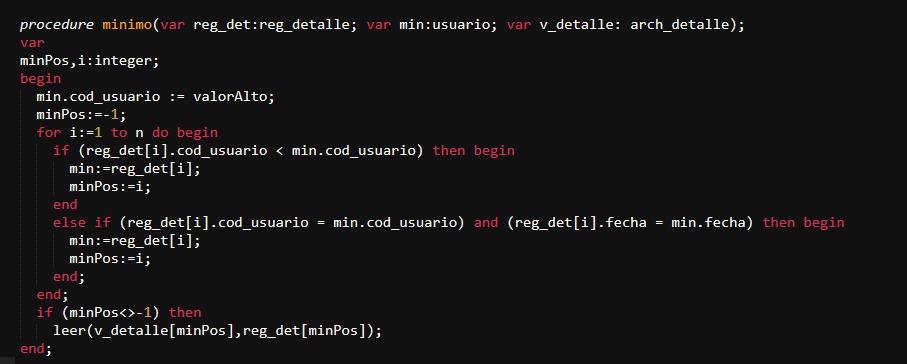 procedure minimo(var reg_det:reg_detalle; var min:usuario; var v_detalle: arch_detalle);
var
minPos,i:integer;
begin
  min.cod_usuario := valorAlto;
  minPos:=-1;
  for i:=1 to n do begin
    if (reg_det[i].cod_usuario < min.cod_usuario) then begin
      min:=reg_det[i];
      minPos:=i;
    end
    else if (reg_det[i].cod_usuario = min.cod_usuario) and (reg_det[i].fecha = min.fecha) then begin
      min:=reg_det[i];
      minPos:=i;
    end;
  end;
  if (minPos<>-1) then
    leer(v_detalle[minPos],reg_det[minPos]);
end;